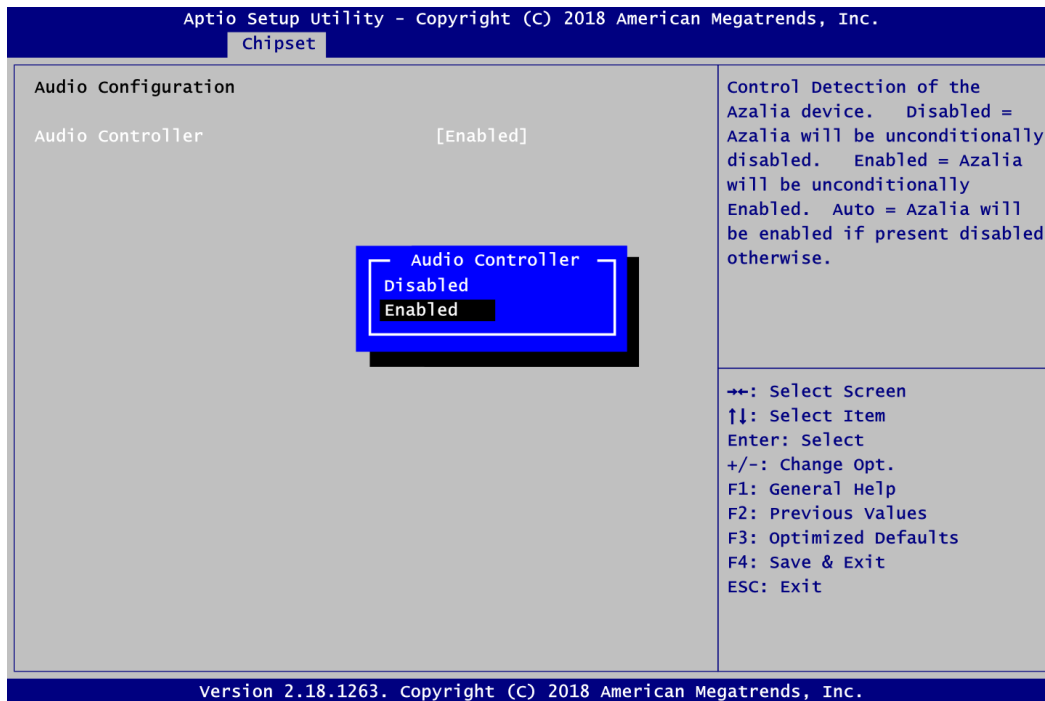 Aptio Setup Utility – Copyright (C) 2018 American Megatrends, Inc.
Chipset
Audio Configuration
Audio Controller [Enabled]
Audio Controller
Disabled
Enabled
Control Detection of the
Azalia device. Disabled =
Azalia will be unconditionally
disabled. Enabled = Azalia
will be unconditionally
Enabled. Auto = Azalia will
be enabled if present disabled
otherwise.
→←: Select Screen
↑↓: Select Item
Enter: Select
+/-: Change Opt.
F1: General Help
F2: Previous Values
F3: Optimized Defaults
F4: Save & Exit
ESC: Exit
Version 2.18.1263. Copyright (C) 2018 American Megatrends, Inc.